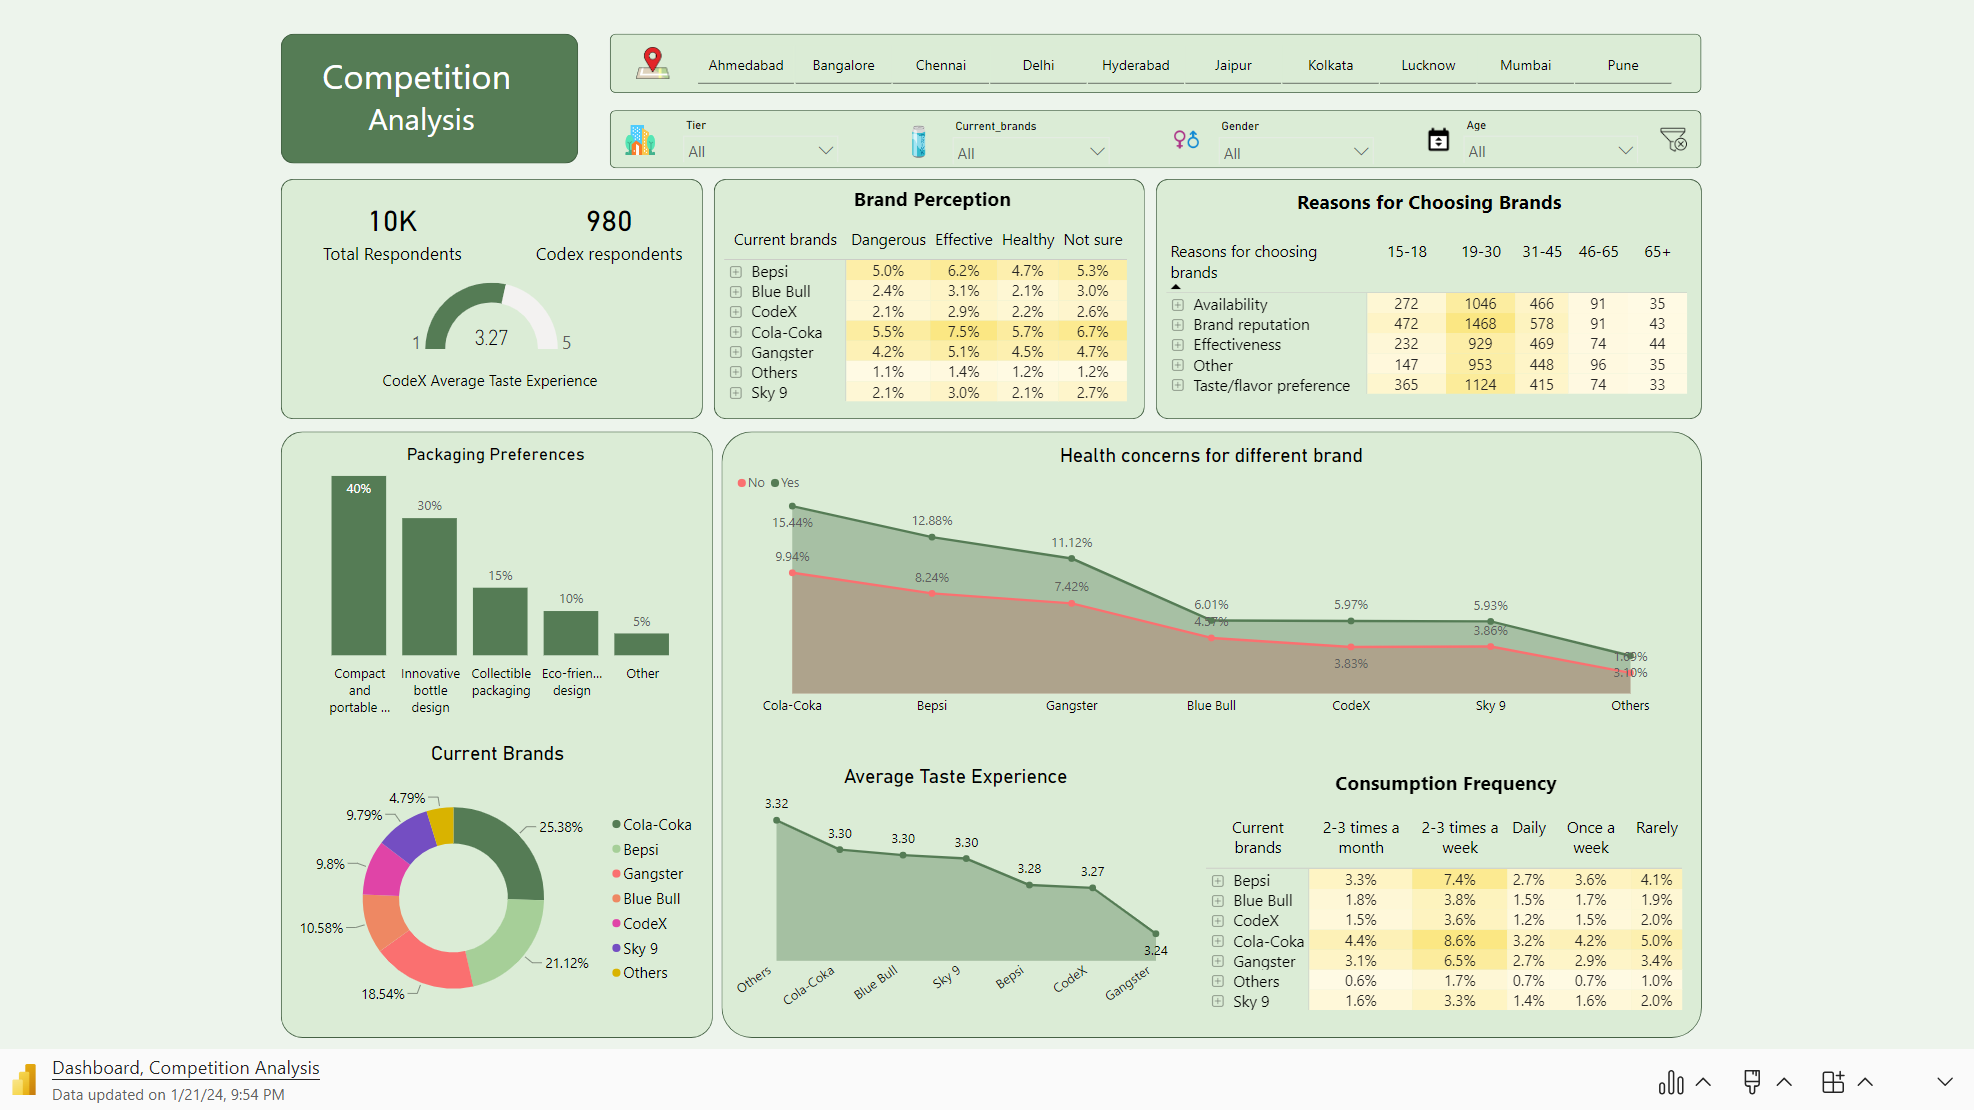 Competition
Analysis
Ahmedabad Bangalore Chennai Delhi Hyderabad Jaipur Kolkata Lucknow Mumbai Pune
Tier Current_brands Gender Age
All All All All
10K 980
Total Respondents Codex respondents
1 3.27 5
CodeX Average Taste Experience
Brand Perception
Current brands Dangerous Effective Healthy Not sure
Bepsi 5.0% 6.2% 4.7% 5.3%
Blue Bull 2.4% 3.1% 2.1% 3.0%
CodeX 2.1% 2.9% 2.2% 2.6%
Cola-Coka 5.5% 7.5% 5.7% 6.7%
Gangster 4.2% 5.1% 4.5% 4.7%
Others 1.1% 1.4% 1.2% 1.2%
Sky 9 2.1% 3.0% 2.1% 2.7%
Reasons for Choosing Brands
Reasons for choosing 15-18 19-30 31-45 46-65 65+
brands
Availability 272 1046 466 91 35
Brand reputation 472 1468 578 91 43
Effectiveness 232 929 469 74 44
Other 147 953 448 96 35
Taste/flavor preference 365 1124 415 74 33
Packaging Preferences
40% 30% 15% 10% 5%
Compact Innovative Collectible Eco-frien... Other
and bottle packaging design
portable ... design
Current Brands
4.79%
9.79%
9.8%
10.58%
18.54%
21.12%
25.38%
Cola-Coka
Bepsi
Gangster
Blue Bull
CodeX
Sky 9
Others
Health concerns for different brand
No Yes
15.44% 12.88% 11.12% 6.01% 5.97% 5.93% 1.69%
9.94% 8.24% 7.42% 4.57% 3.83% 3.86% 3.10%
Cola-Coka Bepsi Gangster Blue Bull CodeX Sky 9 Others
Average Taste Experience
3.32 3.30 3.30 3.30 3.28 3.27 3.24
Others Cola-Coka Blue Bull Sky 9 Bepsi CodeX Gangster
Consumption Frequency
Current 2-3 times a 2-3 times a Daily Once a Rarely
brands month week week
Bepsi 3.3% 7.4% 2.7% 3.6% 4.1%
Blue Bull 1.8% 3.8% 1.5% 1.7% 1.9%
CodeX 1.5% 3.6% 1.2% 1.5% 2.0%
Cola-Coka 4.4% 8.6% 3.2% 4.2% 5.0%
Gangster 3.1% 6.5% 2.7% 2.9% 3.4%
Others 0.6% 1.7% 0.7% 0.7% 1.0%
Sky 9 1.6% 3.3% 1.4% 1.6% 2.0%
Dashboard, Competition Analysis
Data updated on 1/21/24, 9:54 PM